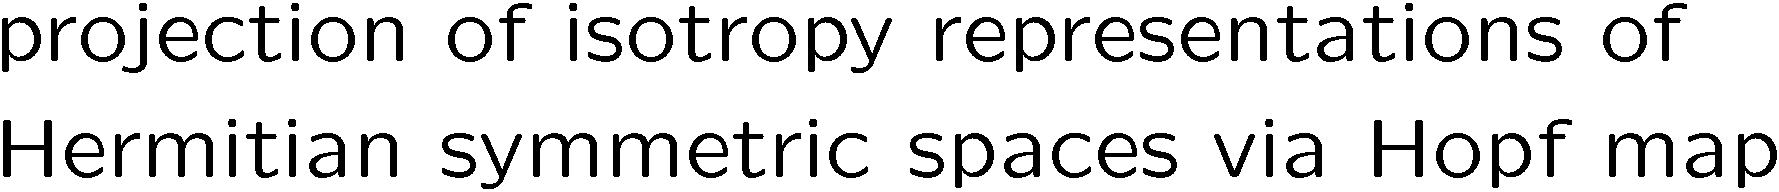 projection of isotropy representations of
Hermitian symmetric spaces via Hopf map